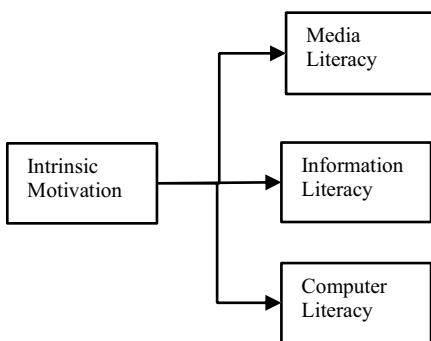 Media
Literacy
Intrinsic
Motivation
Information
Literacy
Computer
Literacy